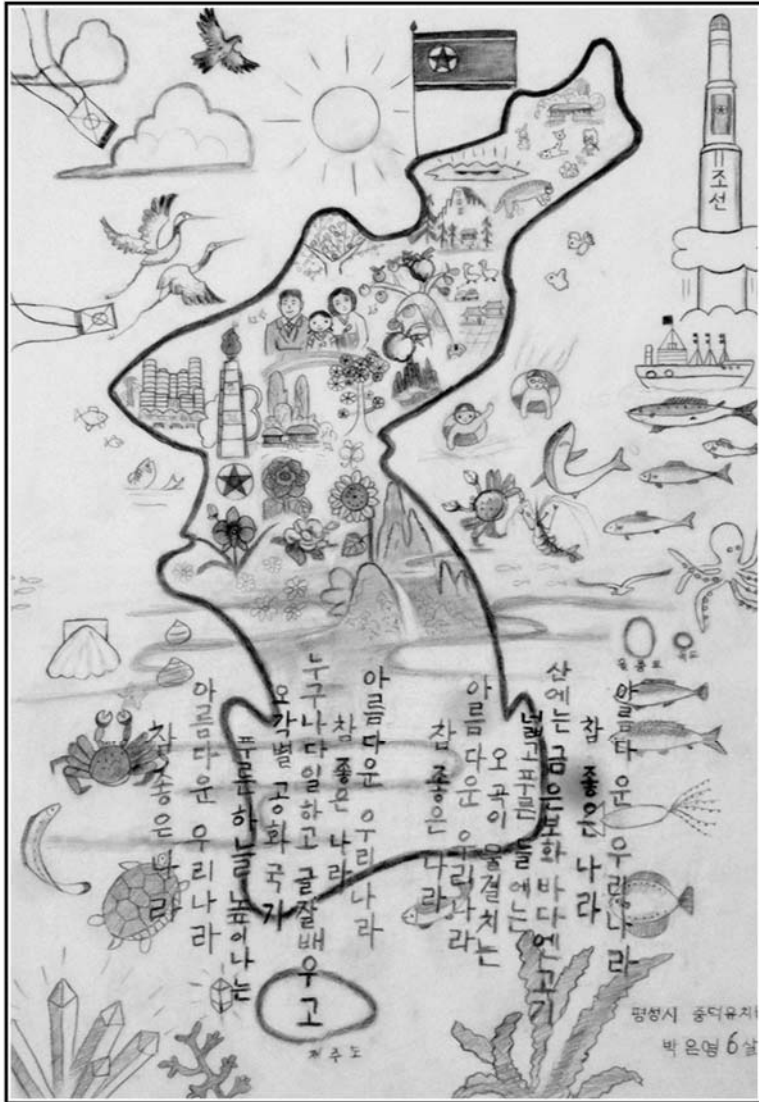 조선
울릉도
독도
아름다운 우리나라
참 좋은 나라
산에는 금은보화 바다엔 고기
넓고푸른 들에는
오곡이 물결치는
아름다운 우리나라
참 좋은 나라
아름다운 우리나라
참 좋은 나라
누구나다일하고 글잘배우고
오각별 공화국기
푸른하늘높이나는
아름다운 우리나라
참 좋은 나라
제주도
평성시 중덕유치
박은영 6살